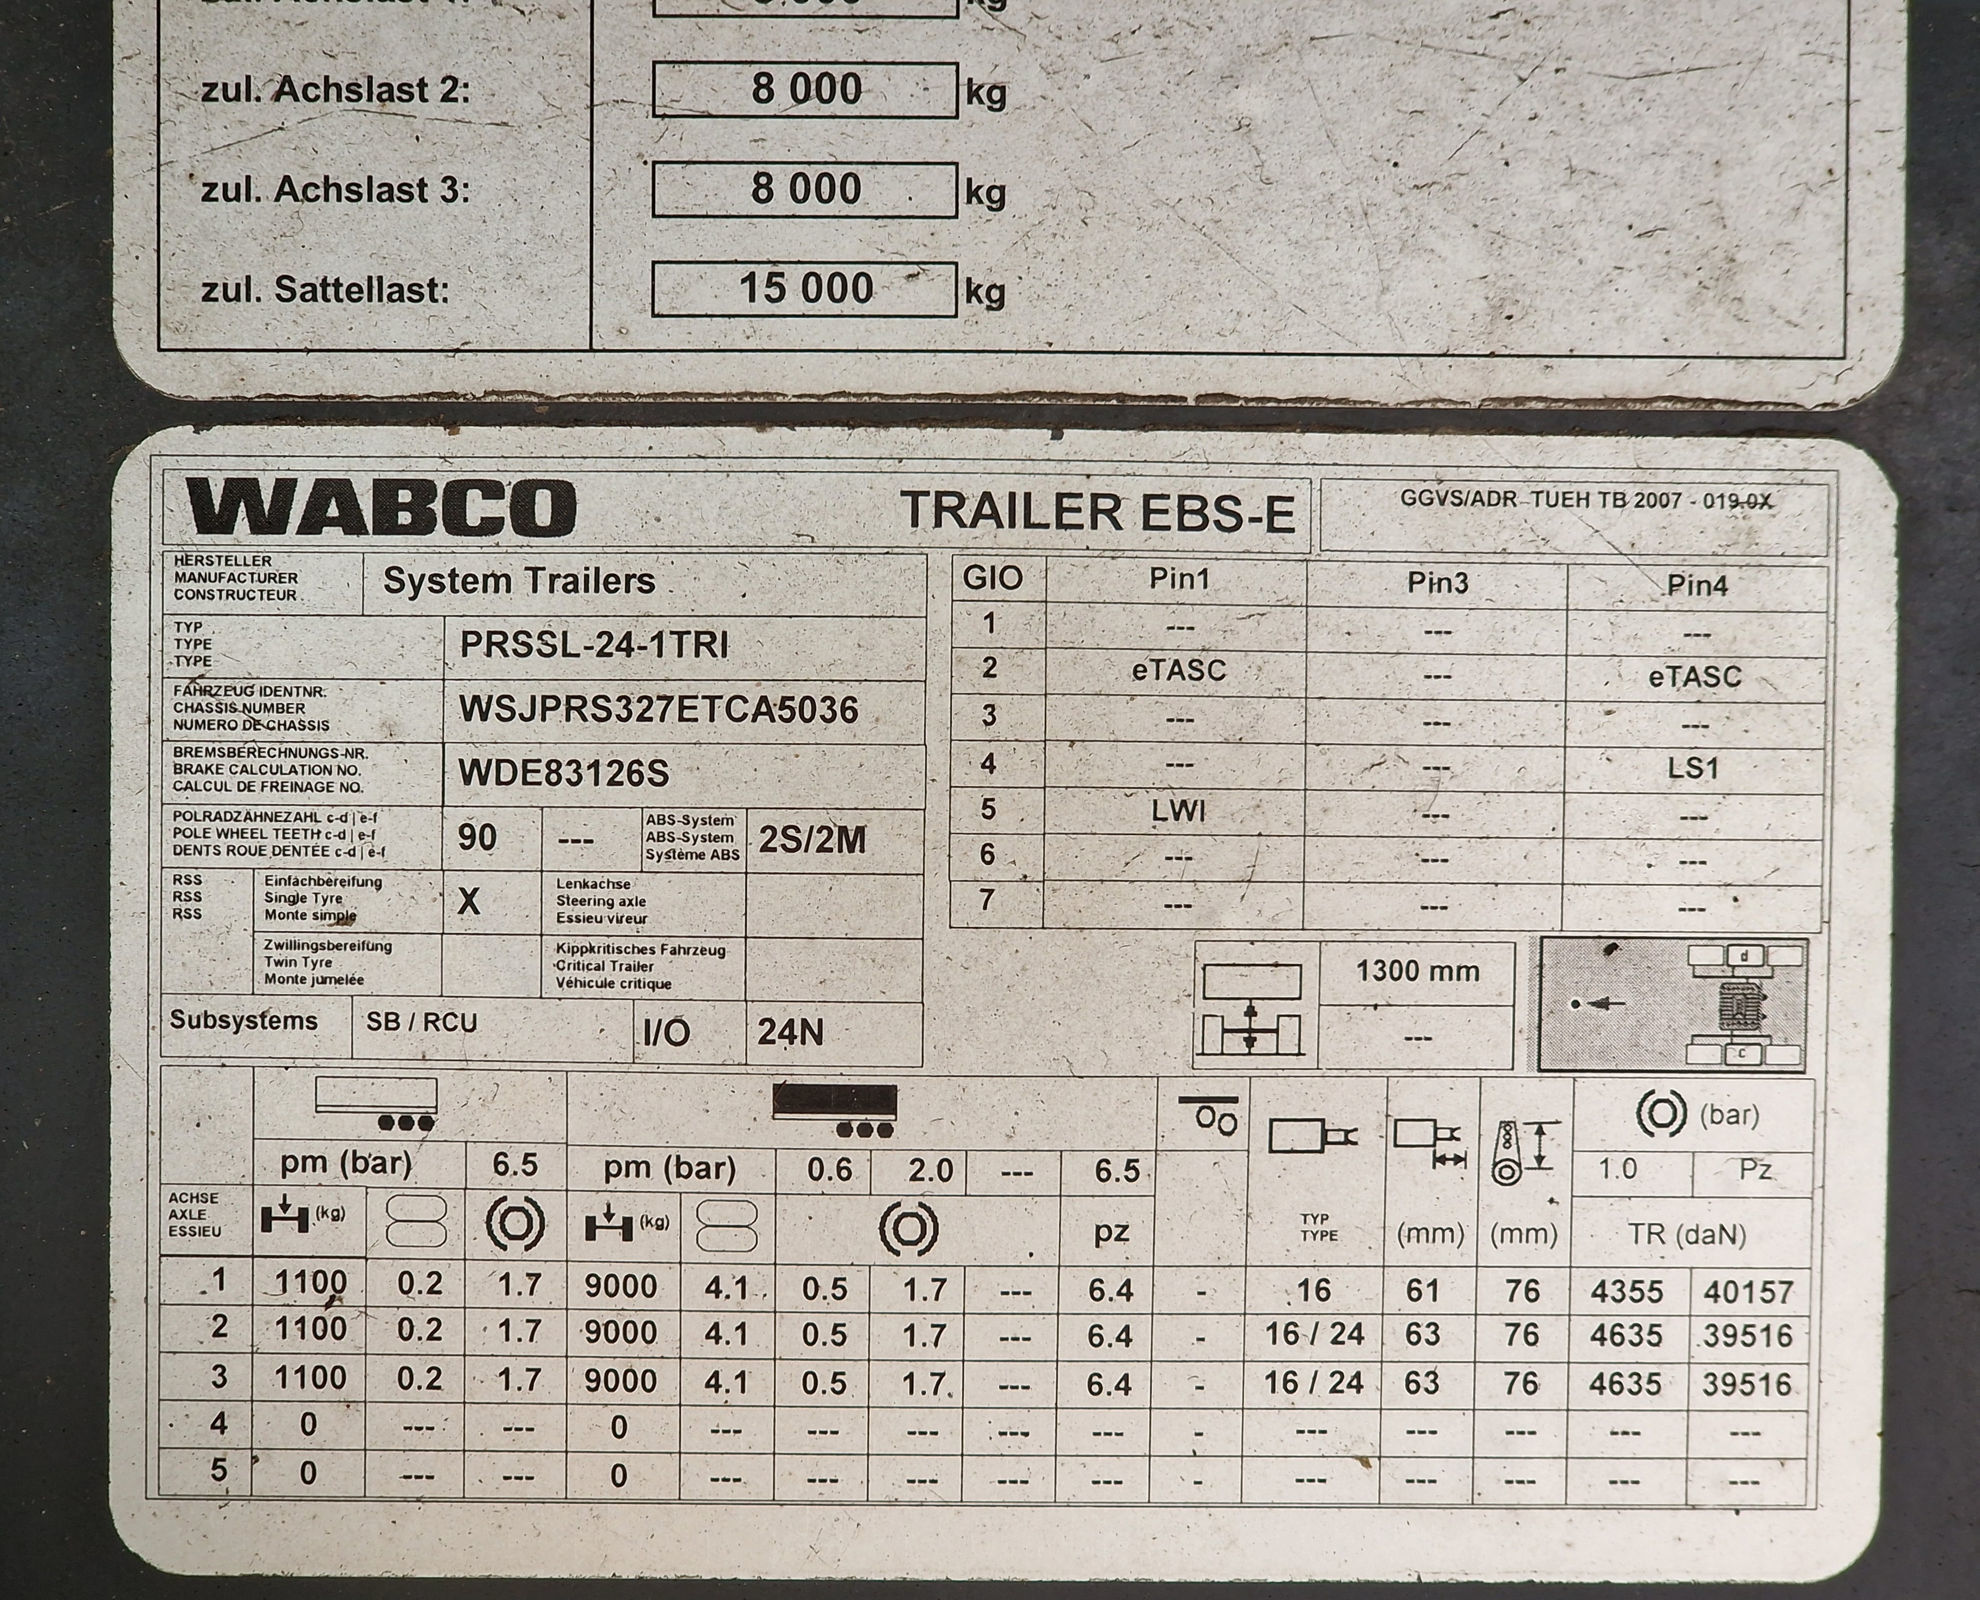 zul. Achslast 2: 8 000 kg
zul. Achslast 3: 8 000 kg
zul. Sattellast: 15 000 kg
WABCO TRAILER EBS-E GGVS/ADR TUEH TB 2007 - 019.0X
HERSTELLER
MANUFACTURER
CONSTRUCTEUR
System Trailers
TYP
TYPE
TYPE
PRSSL-24-1TRI
FAHRZEUG IDENTNR.
CHASSIS NUMBER
NUMERO DE CHASSIS
WSJPRS327ETCA5036
BREMSBERECHNUNGS-NR.
BRAKE CALCULATION NO.
CALCUL DE FREINAGE NO.
WDE83126S
POLRADZÄHNEZAHL c-d | e-f
POLE WHEEL TEETH c-d | e-f
DENTS ROUE DENTÉE c-d | e-f
90 ---
ABS-System
ABS-System
Système ABS
2S/2M
RSS
RSS
RSS
Einfachbereifung
Single Tyre
Monte simple
X
Lenkachse
Steering axle
Essieu vireur
Zwillingsbereifung
Twin Tyre
Monte jumelée
Kippkritisches Fahrzeug
Critical Trailer
Véhicule critique
Subsystems SB / RCU I/O 24N
GIO Pin1 Pin3 Pin4
1 --- --- ---
2 eTASC --- eTASC
3 --- --- ---
4 --- --- LS1
5 LWI --- ---
6 --- --- ---
7 --- --- ---
1300 mm
---
d
c
(bar)
pm (bar) 6.5 pm (bar) 0.6 2.0 --- 6.5 1.0 Pz
ACHSE
AXLE
ESSIEU
(kg) (kg) pz
TYP
TYPE
(mm) (mm) TR (daN)
1 1100 0.2 1.7 9000 4.1 0.5 1.7 --- 6.4 - 16 61 76 4355 40157
2 1100 0.2 1.7 9000 4.1 0.5 1.7 --- 6.4 - 16 / 24 63 76 4635 39516
3 1100 0.2 1.7 9000 4.1 0.5 1.7 --- 6.4 - 16 / 24 63 76 4635 39516
4 0 --- --- 0 --- --- --- --- --- - --- --- --- --- ---
5 0 --- --- 0 --- --- --- --- --- - --- --- --- --- ---